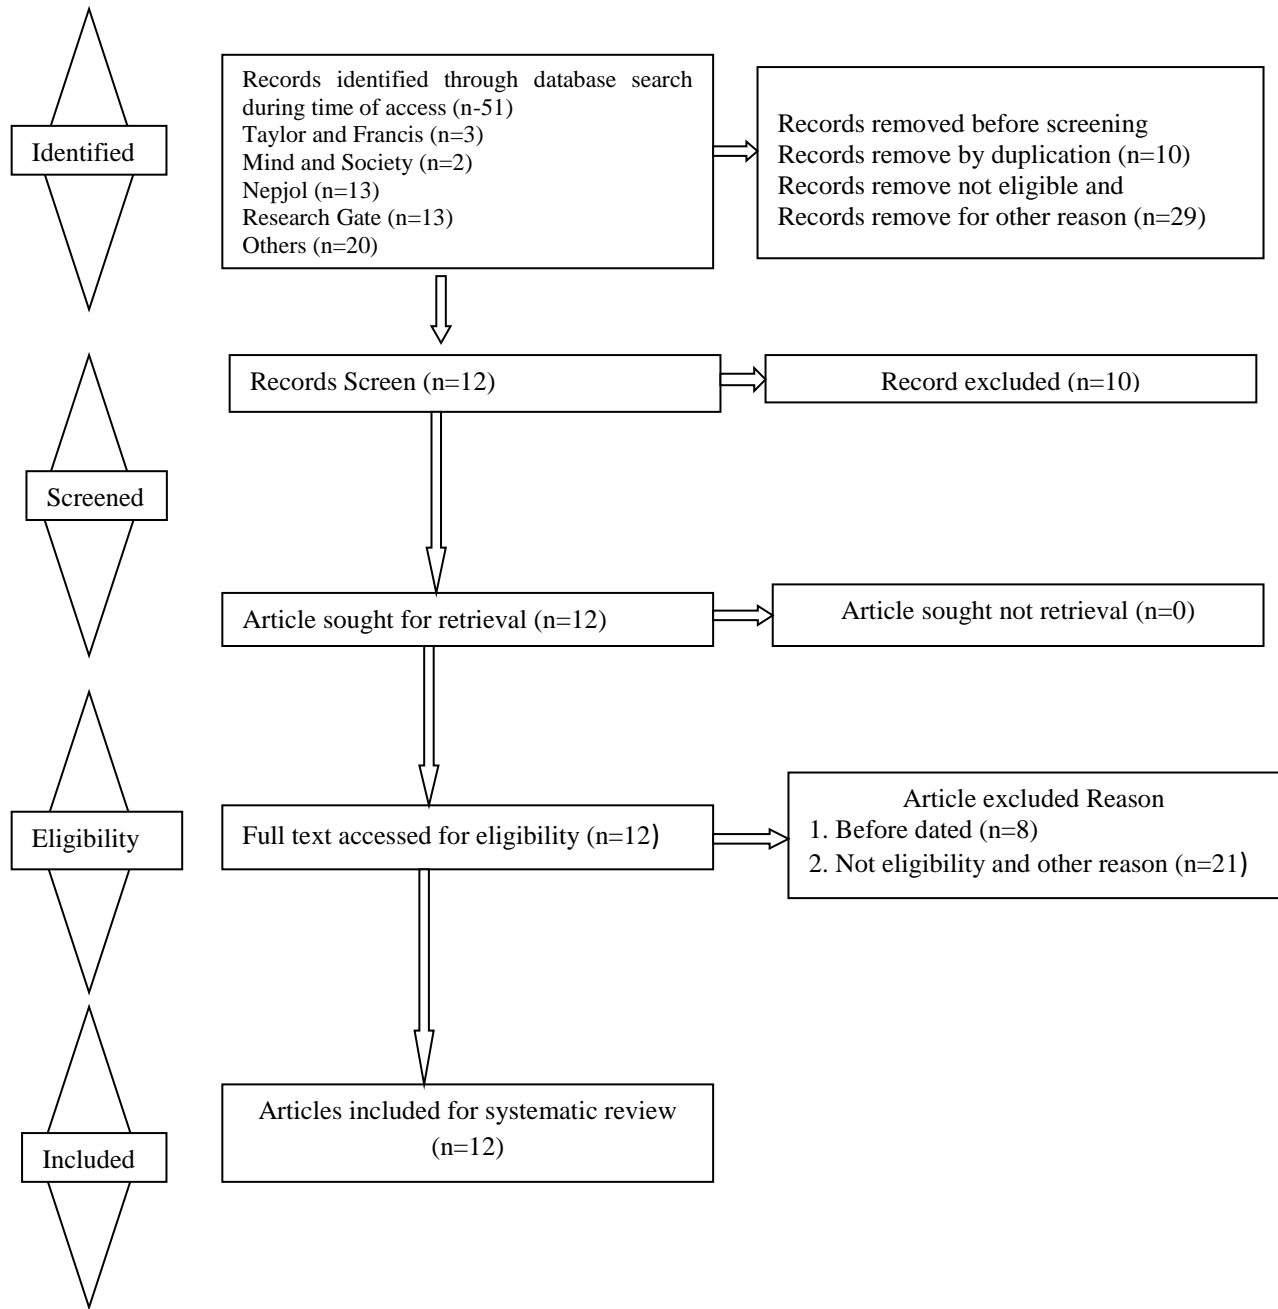 Identified
Records identified through database search
during time of access (n-51)
Taylor and Francis (n=3)
Mind and Society (n=2)
Nepjol (n=13)
Research Gate (n=13)
Others (n=20)
Records removed before screening
Records remove by duplication (n=10)
Records remove not eligible and
Records remove for other reason (n=29)
Screened
Records Screen (n=12)
Record excluded (n=10)
Article sought for retrieval (n=12)
Article sought not retrieval (n=0)
Eligibility
Full text accessed for eligibility (n=12)
Article excluded Reason
1. Before dated (n=8)
2. Not eligibility and other reason (n=21)
Included
Articles included for systematic review
(n=12)